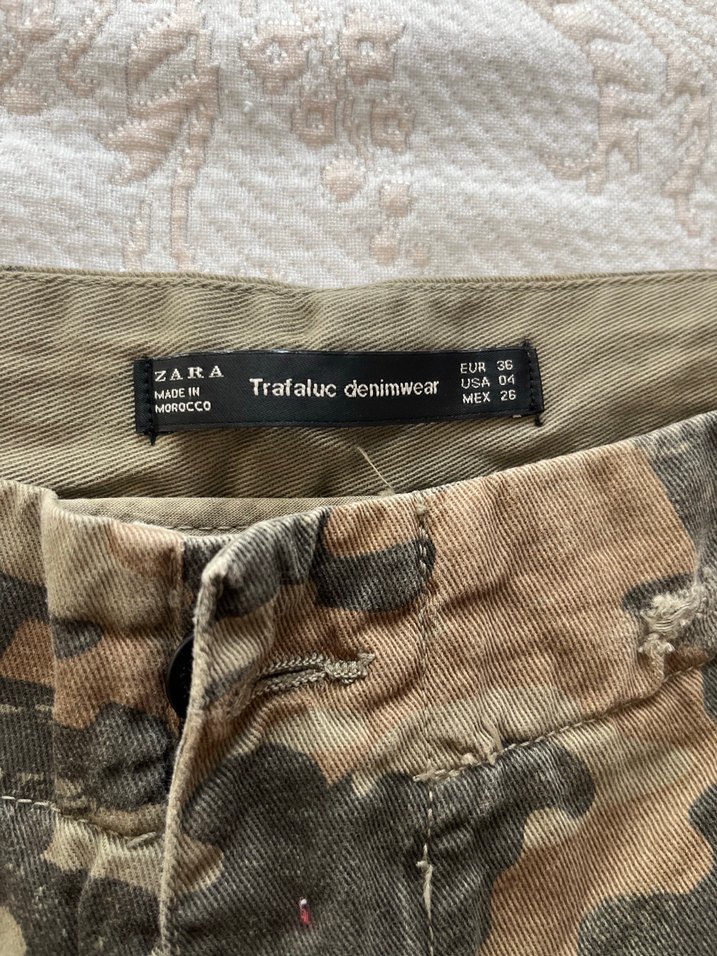 ZARA
MADE IN
MOROCCO
Trafaluc denimwear
EUR 36
USA 04
MEX 26